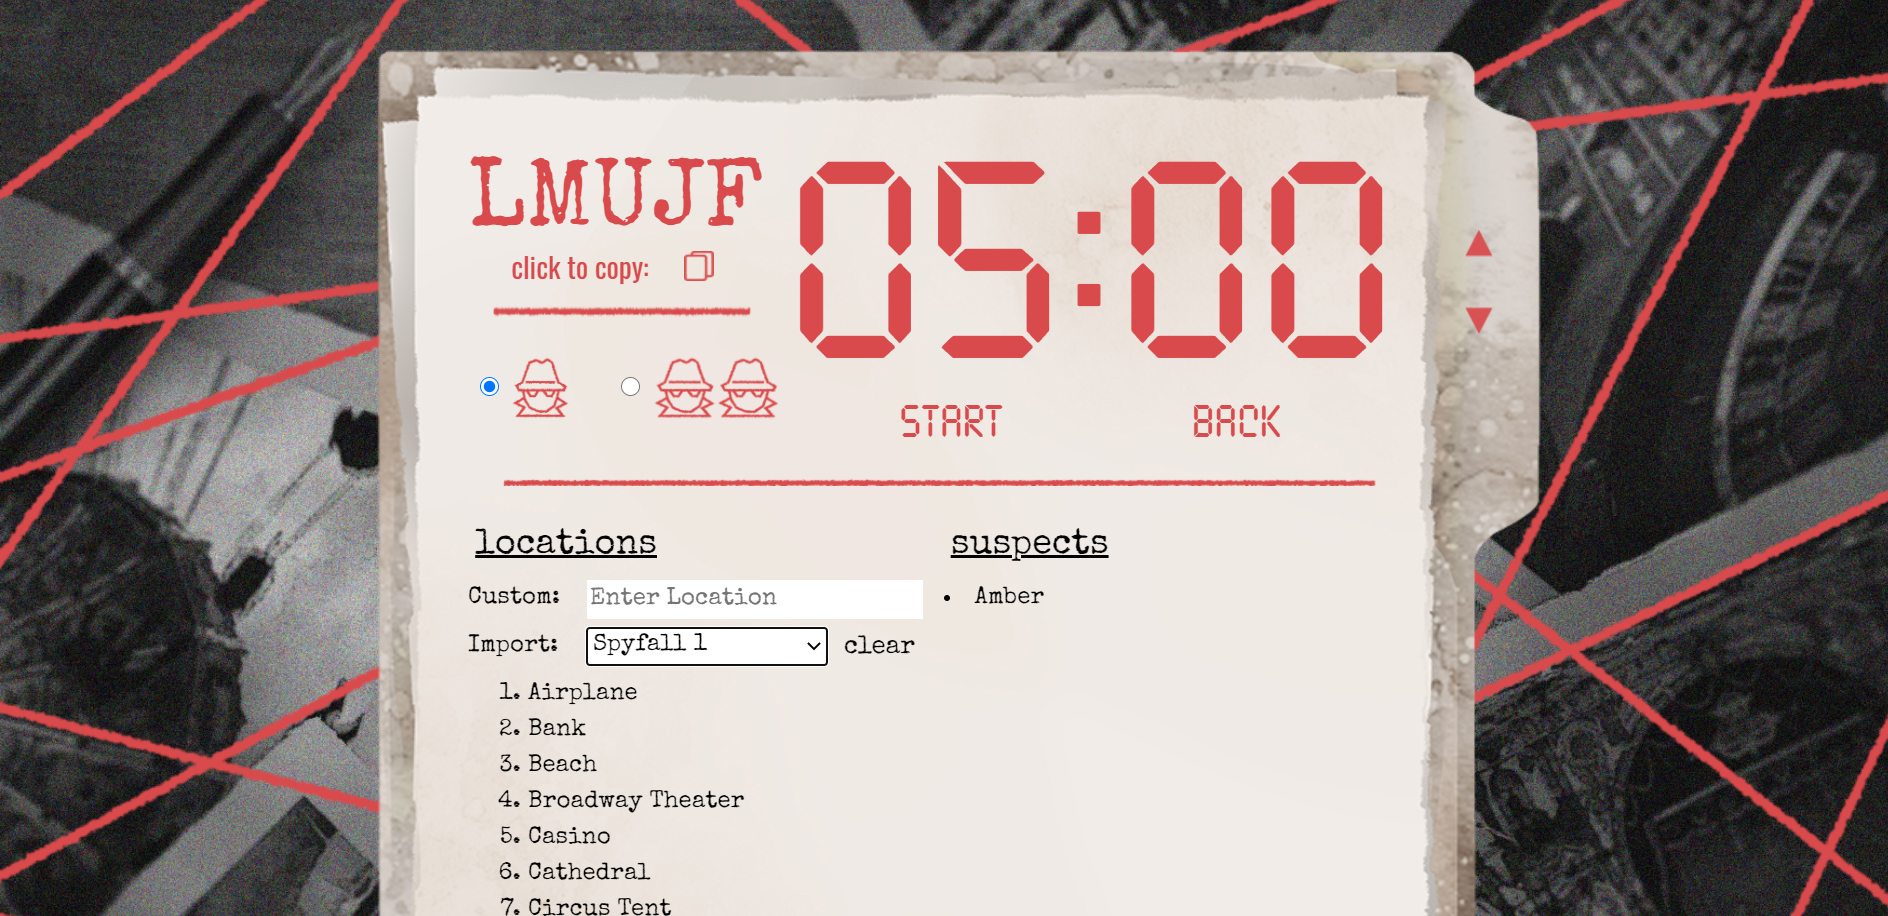 LMUJF
click to copy:
05:00
START
BACK
locations
Custom:
Enter Location
Import:
Spyfall 1
clear
1. Airplane
2. Bank
3. Beach
4. Broadway Theater
5. Casino
6. Cathedral
7. Circus Tent
suspects
• Amber